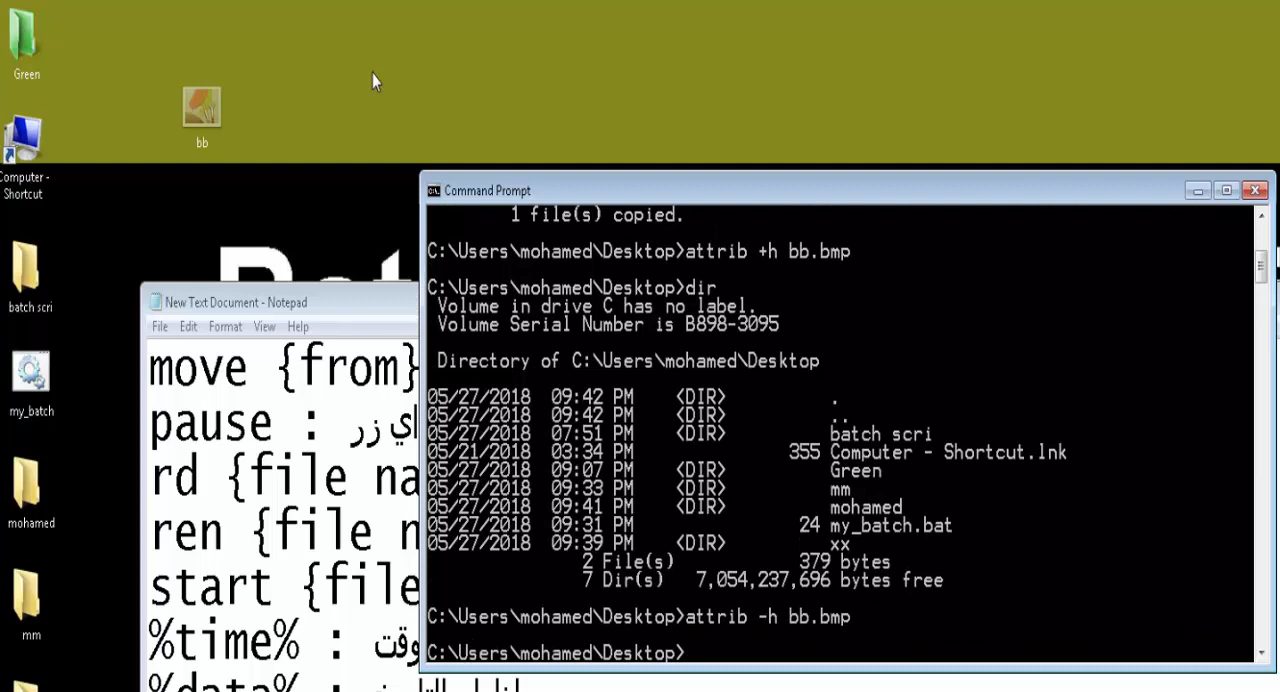 Green
bb
Computer -
Shortcut
batch scri
my_batch
mohamed
mm
New Text Document - Notepad
File Edit Format View Help
move {from}
pause : اي زر
rd {file na
ren {file n
start {file
%time% : وقت
Command Prompt
1 file(s) copied.
C:\Users\mohamed\Desktop>attrib +h bb.bmp
C:\Users\mohamed\Desktop>dir
Volume in drive C has no label.
Volume Serial Number is B898-3095
Directory of C:\Users\mohamed\Desktop
05/27/2018 09:42 PM <DIR> .
05/27/2018 09:42 PM <DIR> ..
05/27/2018 07:51 PM <DIR> batch scri
05/21/2018 03:34 PM 355 Computer - Shortcut.lnk
05/27/2018 09:07 PM <DIR> Green
05/27/2018 09:33 PM <DIR> mm
05/27/2018 09:41 PM <DIR> mohamed
05/27/2018 09:31 PM 24 my_batch.bat
05/27/2018 09:39 PM <DIR> xx
2 File(s) 379 bytes
7 Dir(s) 7,054,237,696 bytes free
C:\Users\mohamed\Desktop>attrib -h bb.bmp
C:\Users\mohamed\Desktop>